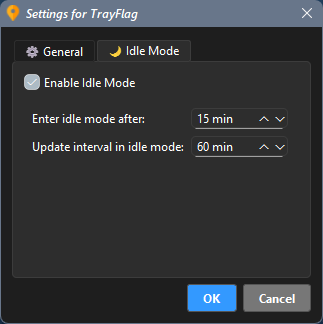 Settings for TrayFlag
General
Idle Mode
Enable Idle Mode
Enter idle mode after: 15 min
Update interval in idle mode: 60 min
OK
Cancel